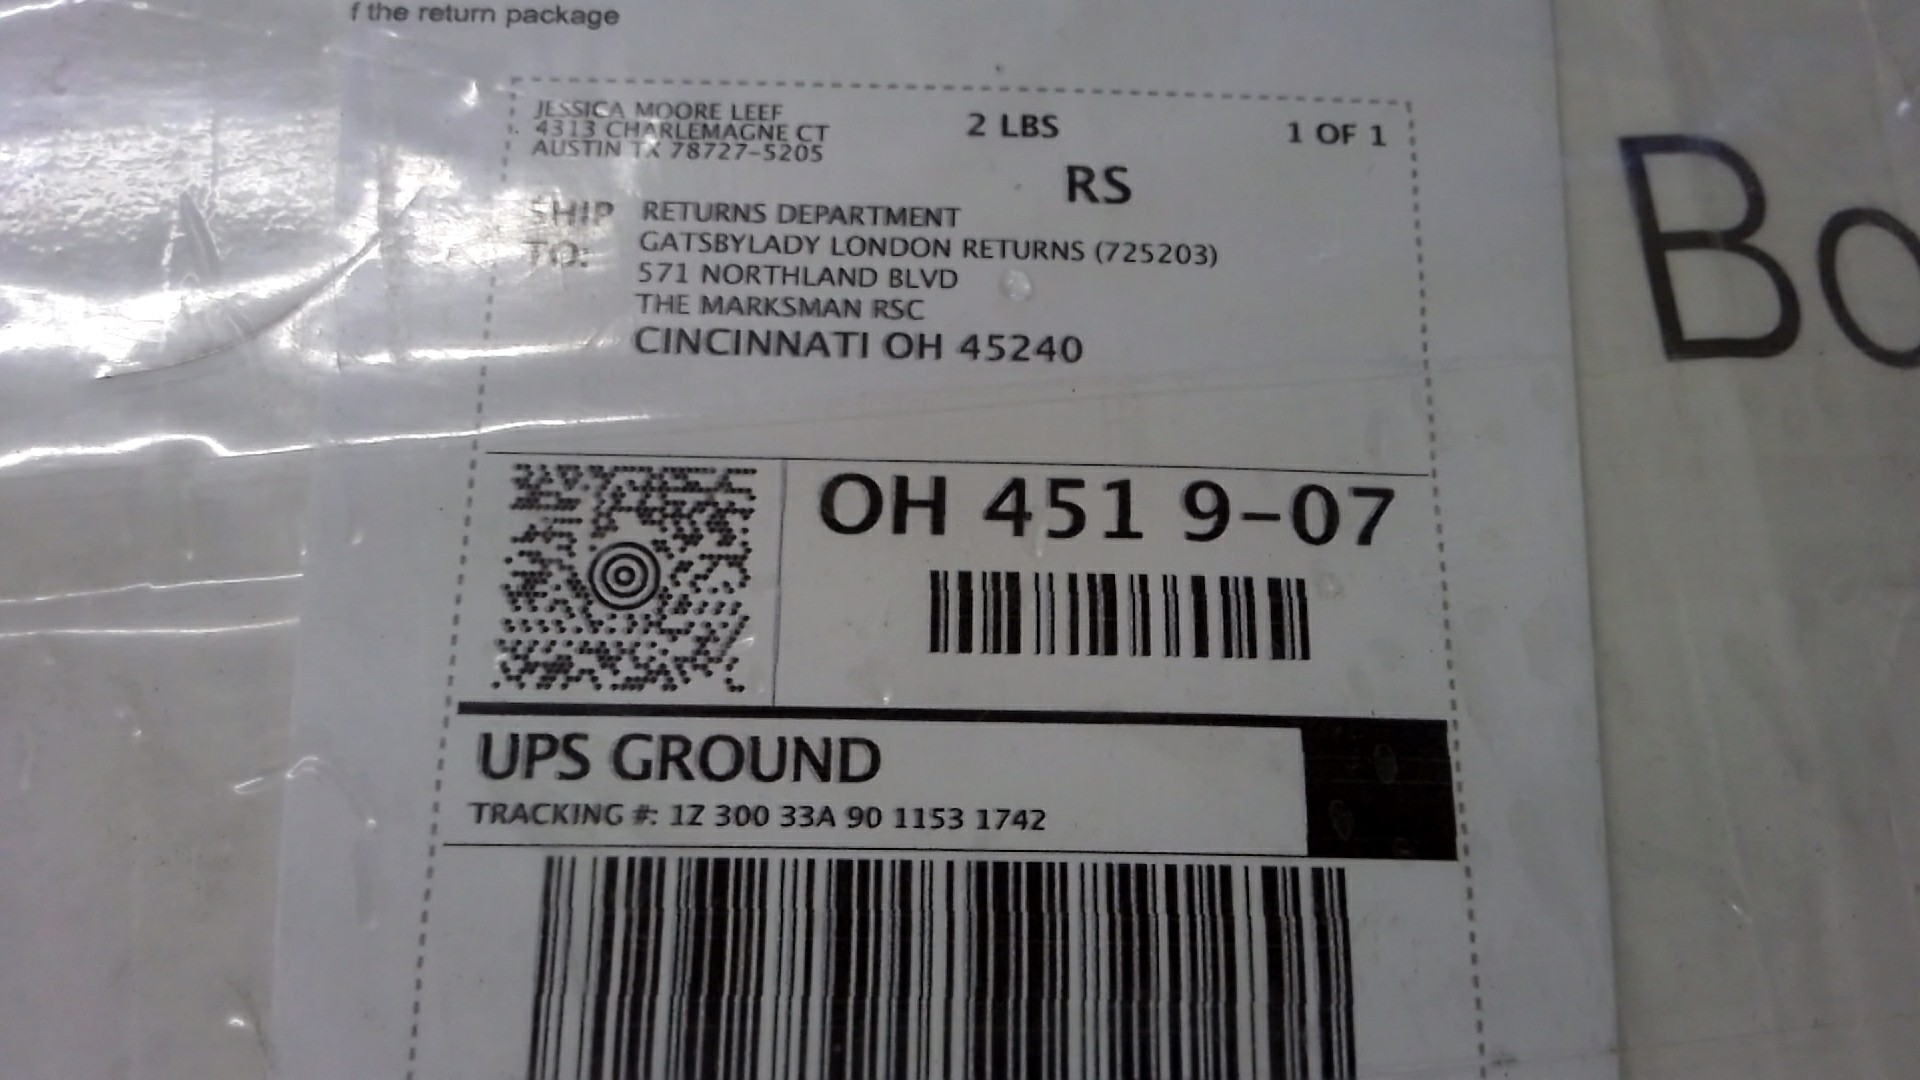 f the return package
JESSICA MOORE LEEF
4313 CHARLEMAGNE CT
AUSTIN TX 78727-5205
2 LBS
1 OF 1
RS
SHIP TO:
RETURNS DEPARTMENT
GATSBYLADY LONDON RETURNS (725203)
571 NORTHLAND BLVD
THE MARKSMAN RSC
CINCINNATI OH 45240
OH 451 9-07
UPS GROUND
TRACKING #: 1Z 300 33A 90 1153 1742
Bo